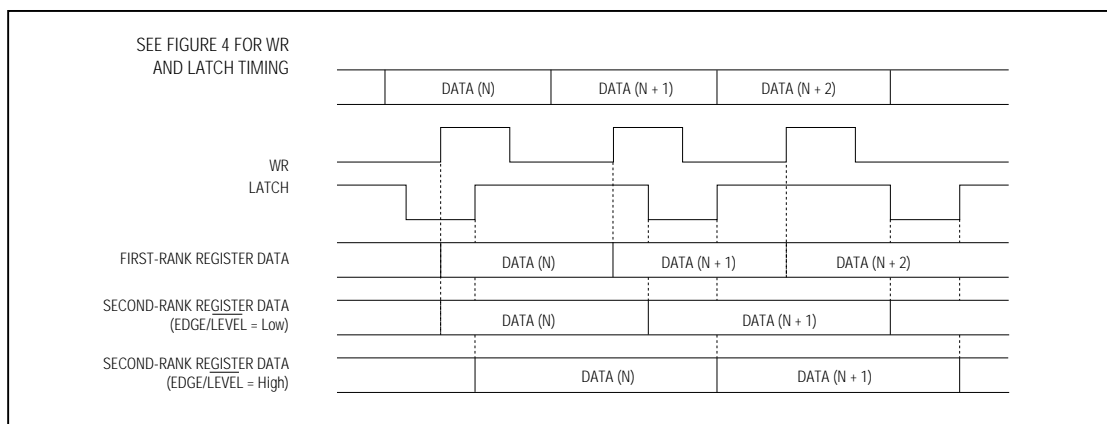 SEE FIGURE 4 FOR WR
AND LATCH TIMING
DATA (N)
DATA (N + 1)
DATA (N + 2)
WR
LATCH
FIRST-RANK REGISTER DATA
DATA (N)
DATA (N + 1)
DATA (N + 2)
SECOND-RANK REGISTER DATA
(EDGE/LEVEL = Low)
DATA (N)
DATA (N + 1)
SECOND-RANK REGISTER DATA
(EDGE/LEVEL = High)
DATA (N)
DATA (N + 1)